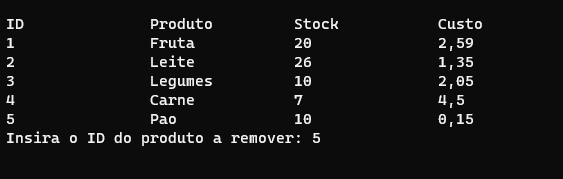 ID Produto Stock Custo
1 Fruta 20 2,59
2 Leite 26 1,35
3 Legumes 10 2,05
4 Carne 7 4,5
5 Pao 10 0,15
Insira o ID do produto a remover: 5